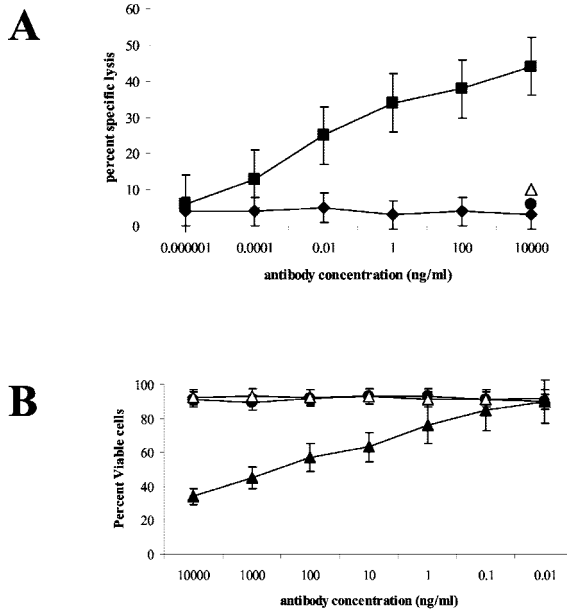 A
60
50
40
30
20
10
0
percent specific lysis
0.000001 0.0001 0.01 1 100 10000
antibody concentration (ng/ml)
B
100
80
60
40
20
0
Percent Viable cells
10000 1000 100 10 1 0.1 0.01
antibody concentration (ng/ml)